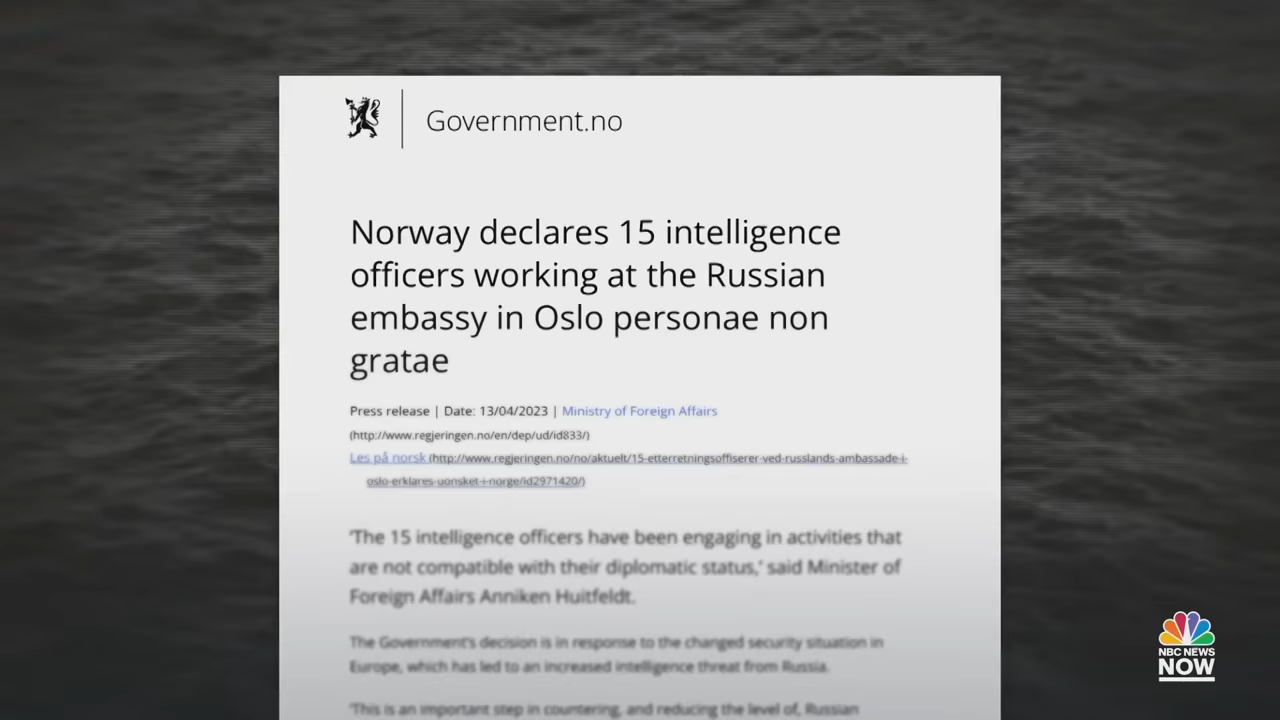 Government.no
Norway declares 15 intelligence
officers working at the Russian
embassy in Oslo personae non
gratae
Press release | Date: 13/04/2023 | Ministry of Foreign Affairs
(http://www.regjeringen.no/en/dep/ud/id833/)
Les på norsk (http://www.regjeringen.no/no/aktuelt/15-etterretningsoffiserer-ved-russlands-ambassade-i-
oslo-erklares-uonsket-i-norge/id2971420/)
'The 15 intelligence officers have been engaging in activities that
are not compatible with their diplomatic status,' said Minister of
Foreign Affairs Anniken Huitfeldt.
The Government's decision is in response to the changed security situation in
Europe, which has led to an increased intelligence threat from Russia.
'This is an important step in countering, and reducing the level of, Russian
NBC NEWS
NOW